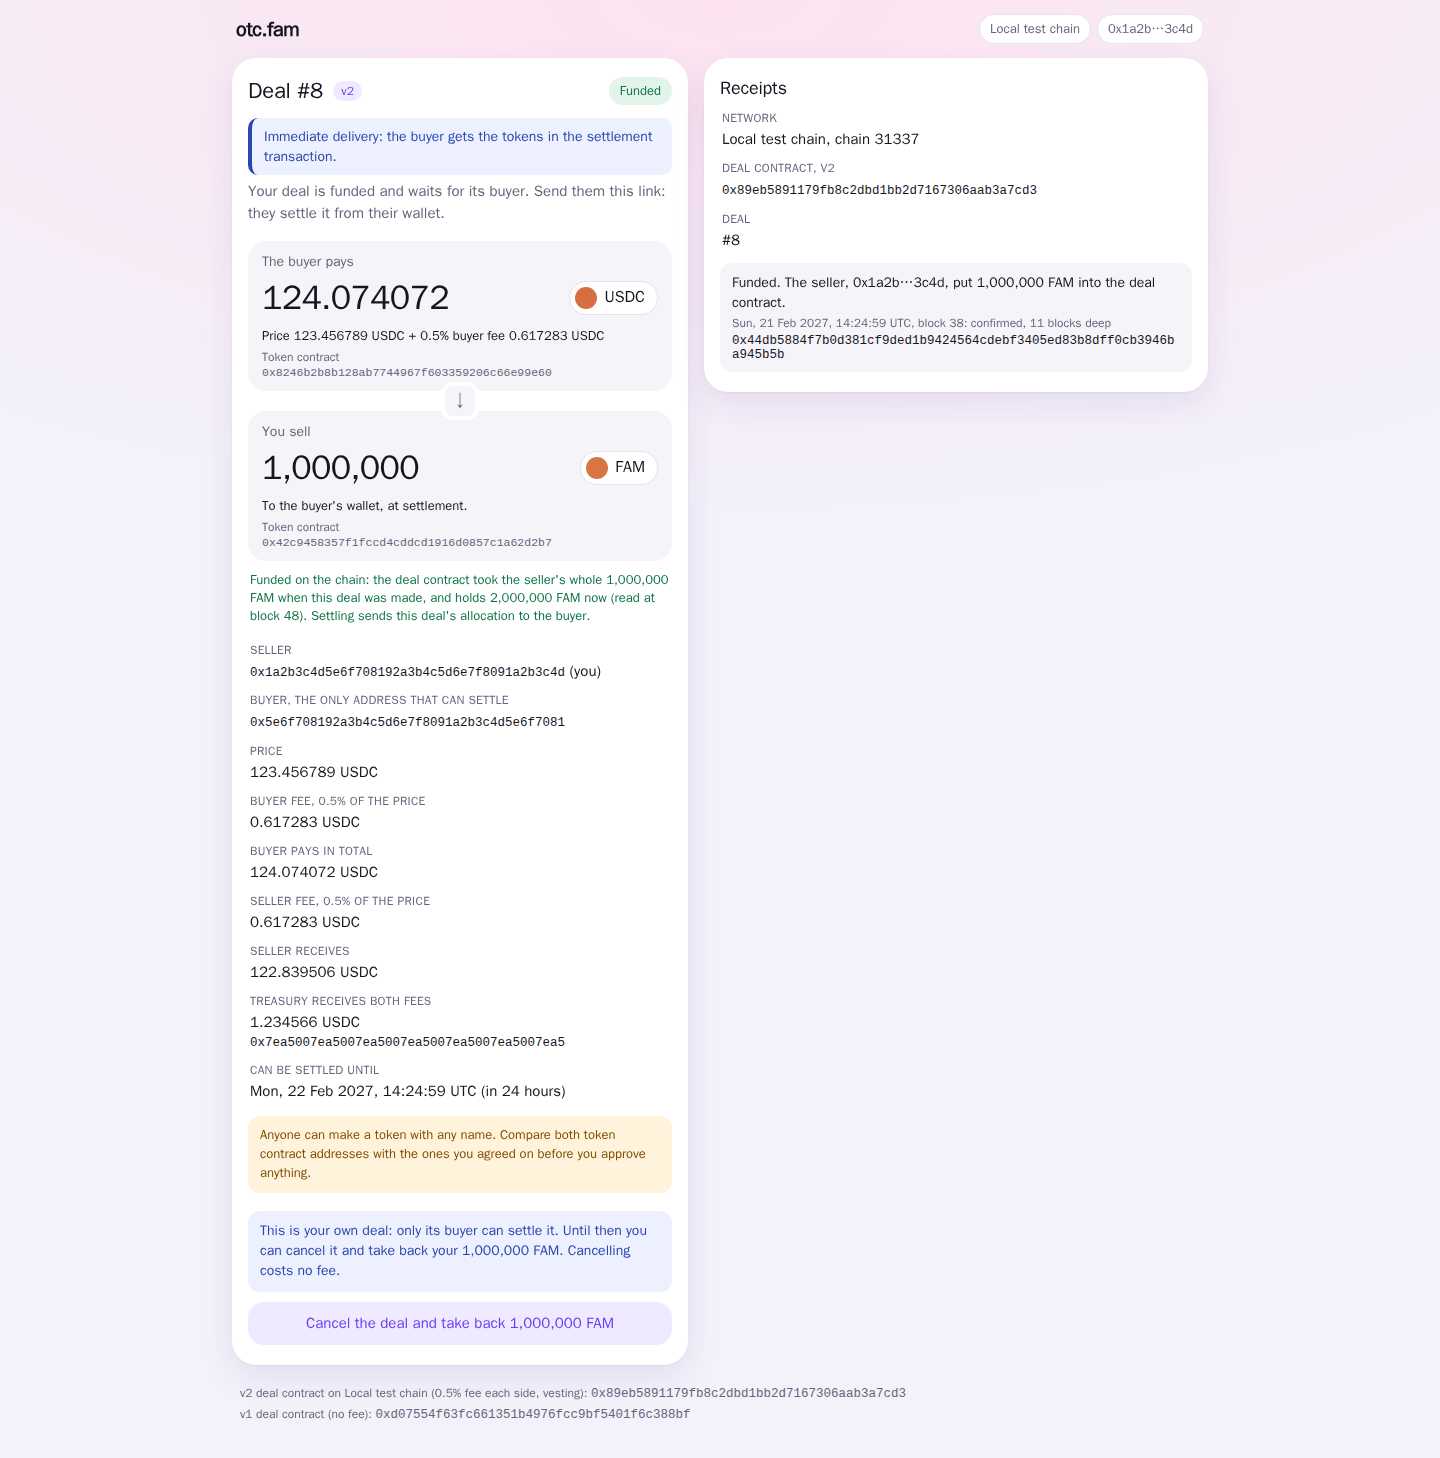 otc.fam
Local test chain
0x1a2b···3c4d
Deal #8
v2
Funded
Immediate delivery: the buyer gets the tokens in the settlement
transaction.
Your deal is funded and waits for its buyer. Send them this link:
they settle it from their wallet.
The buyer pays
124.074072
USDC
Price 123.456789 USDC + 0.5% buyer fee 0.617283 USDC
Token contract
0x8246b2b8b128ab7744967f603359206c66e99e60
↓
You sell
1,000,000
FAM
To the buyer's wallet, at settlement.
Token contract
0x42c9458357f1fccd4cddcd1916d0857c1a62d2b7
Funded on the chain: the deal contract took the seller's whole 1,000,000
FAM when this deal was made, and holds 2,000,000 FAM now (read at
block 48). Settling sends this deal's allocation to the buyer.
SELLER
0x1a2b3c4d5e6f708192a3b4c5d6e7f8091a2b3c4d (you)
BUYER, THE ONLY ADDRESS THAT CAN SETTLE
0x5e6f708192a3b4c5d6e7f8091a2b3c4d5e6f7081
PRICE
123.456789 USDC
BUYER FEE, 0.5% OF THE PRICE
0.617283 USDC
BUYER PAYS IN TOTAL
124.074072 USDC
SELLER FEE, 0.5% OF THE PRICE
0.617283 USDC
SELLER RECEIVES
122.839506 USDC
TREASURY RECEIVES BOTH FEES
1.234566 USDC
0x7ea5007ea5007ea5007ea5007ea5007ea5007ea5
CAN BE SETTLED UNTIL
Mon, 22 Feb 2027, 14:24:59 UTC (in 24 hours)
Anyone can make a token with any name. Compare both token
contract addresses with the ones you agreed on before you approve
anything.
This is your own deal: only its buyer can settle it. Until then you
can cancel it and take back your 1,000,000 FAM. Cancelling
costs no fee.
Cancel the deal and take back 1,000,000 FAM
Receipts
NETWORK
Local test chain, chain 31337
DEAL CONTRACT, V2
0x89eb5891179fb8c2dbd1bb2d7167306aab3a7cd3
DEAL
#8
Funded. The seller, 0x1a2b···3c4d, put 1,000,000 FAM into the deal
contract.
Sun, 21 Feb 2027, 14:24:59 UTC, block 38: confirmed, 11 blocks deep
0x44db5884f7b0d381cf9ded1b9424564cdebf3405ed83b8dff0cb3946b
a945b5b
v2 deal contract on Local test chain (0.5% fee each side, vesting): 0x89eb5891179fb8c2dbd1bb2d7167306aab3a7cd3
v1 deal contract (no fee): 0xd07554f63fc661351b4976fcc9bf5401f6c388bf